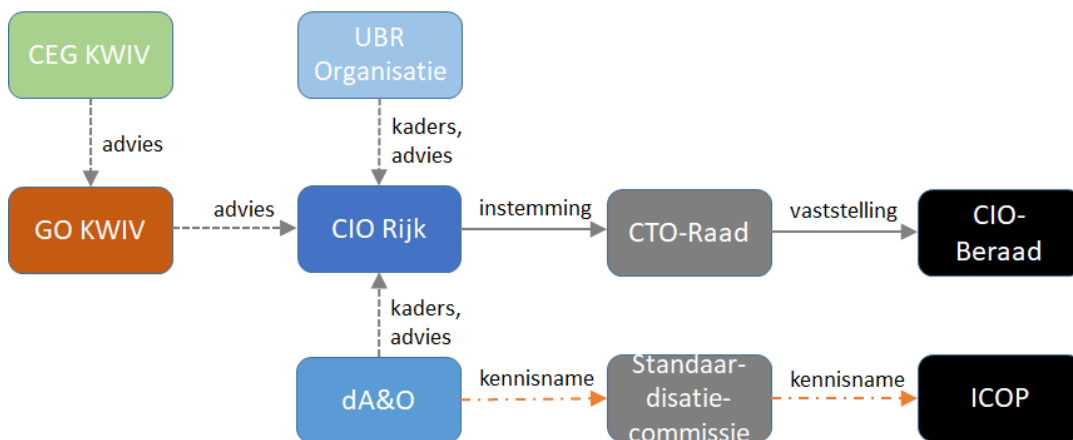 CEG KWIV
UBR
Organisatie
advies
kaders,
advies
GO KWIV
advies
CIO Rijk
instemming
CTO-Raad
vaststelling
CIO-
Beraad
kaders,
advies
dA&O
kennisname
Standaar-
disatie-
commissie
kennisname
ICOP